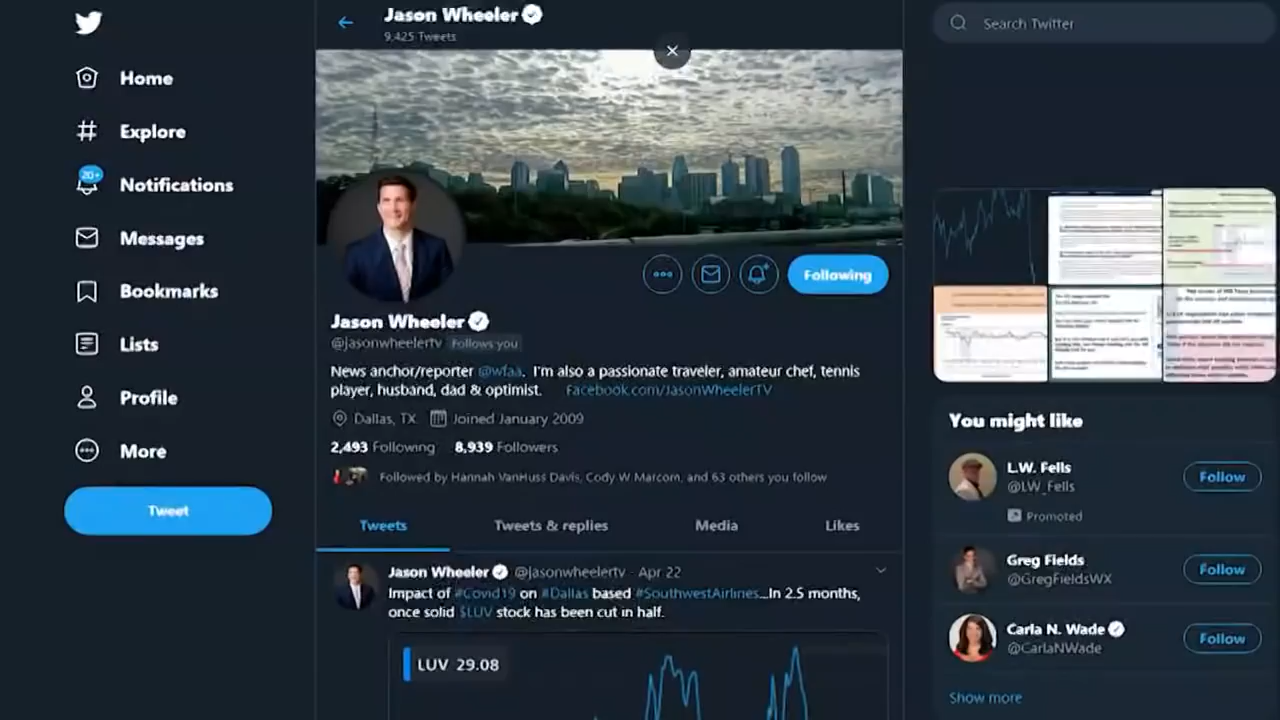 Jason Wheeler
9,425 Tweets
Search Twitter
Home
Explore
20+
Notifications
Messages
Bookmarks
Lists
Profile
More
Tweet
Following
Jason Wheeler
@jasonwheelertv Follows you
News anchor/reporter @wfaa. I'm also a passionate traveler, amateur chef, tennis
player, husband, dad & optimist. Facebook.com/JasonWheelerTV
Dallas, TX Joined January 2009
2,493 Following 8,939 Followers
Followed by Hannah VanHuss Davis, Cody W Marcom, and 63 others you follow
Tweets Tweets & replies Media Likes
Jason Wheeler @jasonwheelertv · Apr 22
Impact of #Covid19 on #Dallas based #SouthwestAirlines...In 2.5 months,
once solid $LUV stock has been cut in half.
LUV 29.08
You might like
L.W. Fells
@LW_Fells
Follow
Promoted
Greg Fields
@GregFieldsWX
Follow
Carla N. Wade
@CarlaNWade
Follow
Show more